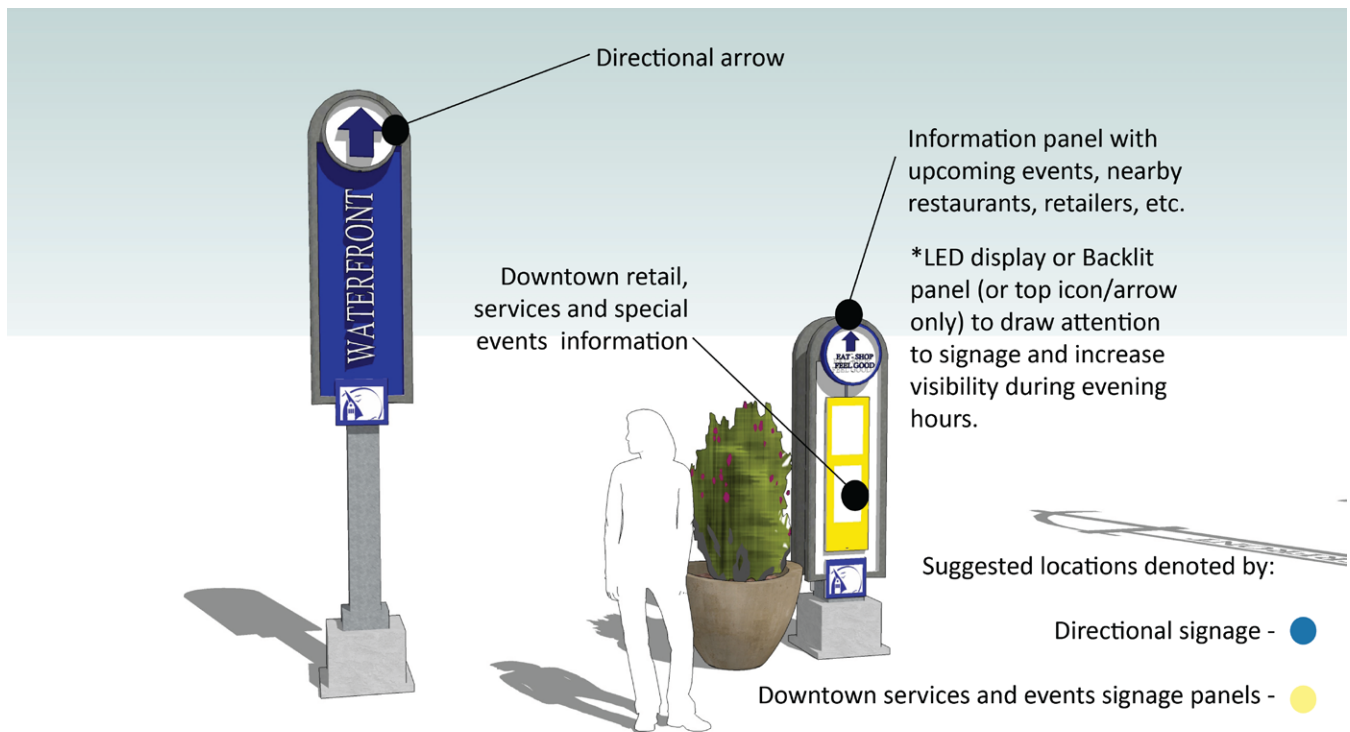 Directional arrow
WATERFRONT
Information panel with
upcoming events, nearby
restaurants, retailers, etc.
*LED display or Backlit
panel (or top icon/arrow
only) to draw attention
to signage and increase
visibility during evening
hours.
Downtown retail,
services and special
events information
EAT - SHOP
FEEL GOOD
Suggested locations denoted by:
Directional signage -
Downtown services and events signage panels -